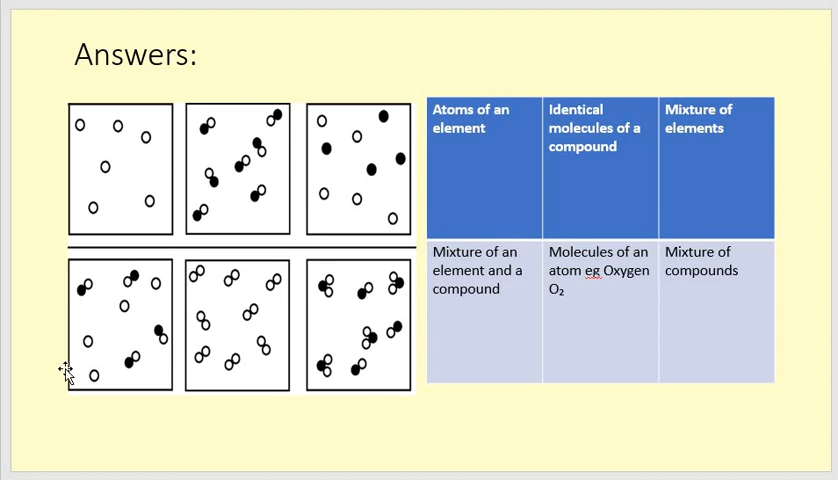 Answers:
Atoms of an
element
Identical
molecules of a
compound
Mixture of
elements
Mixture of an
element and a
compound
Molecules of an
atom eg Oxygen
O₂
Mixture of
compounds